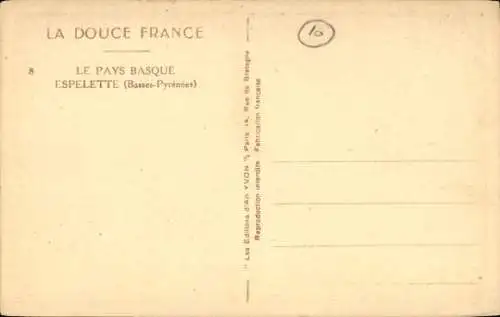 LA DOUCE FRANCE
8 LE PAYS BASQUE
ESPELETTE (Basses-Pyrénées)
"Les Editions d'Art YVON", Paris, Rue de Bretagne
Reproduction interdite Fabrication française
10